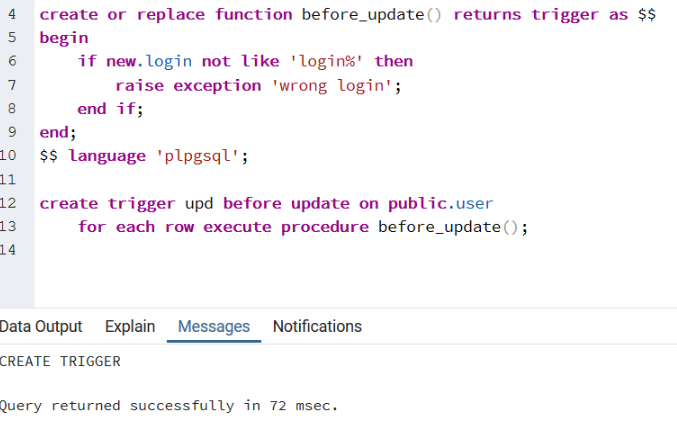 4 create or replace function before_update() returns trigger as $$
5 begin
6     if new.login not like 'login%' then
7         raise exception 'wrong login';
8     end if;
9 end;
10 $$ language 'plpgsql';
11
12 create trigger upd before update on public.user
13     for each row execute procedure before_update();
14
Data Output Explain Messages Notifications
CREATE TRIGGER
Query returned successfully in 72 msec.